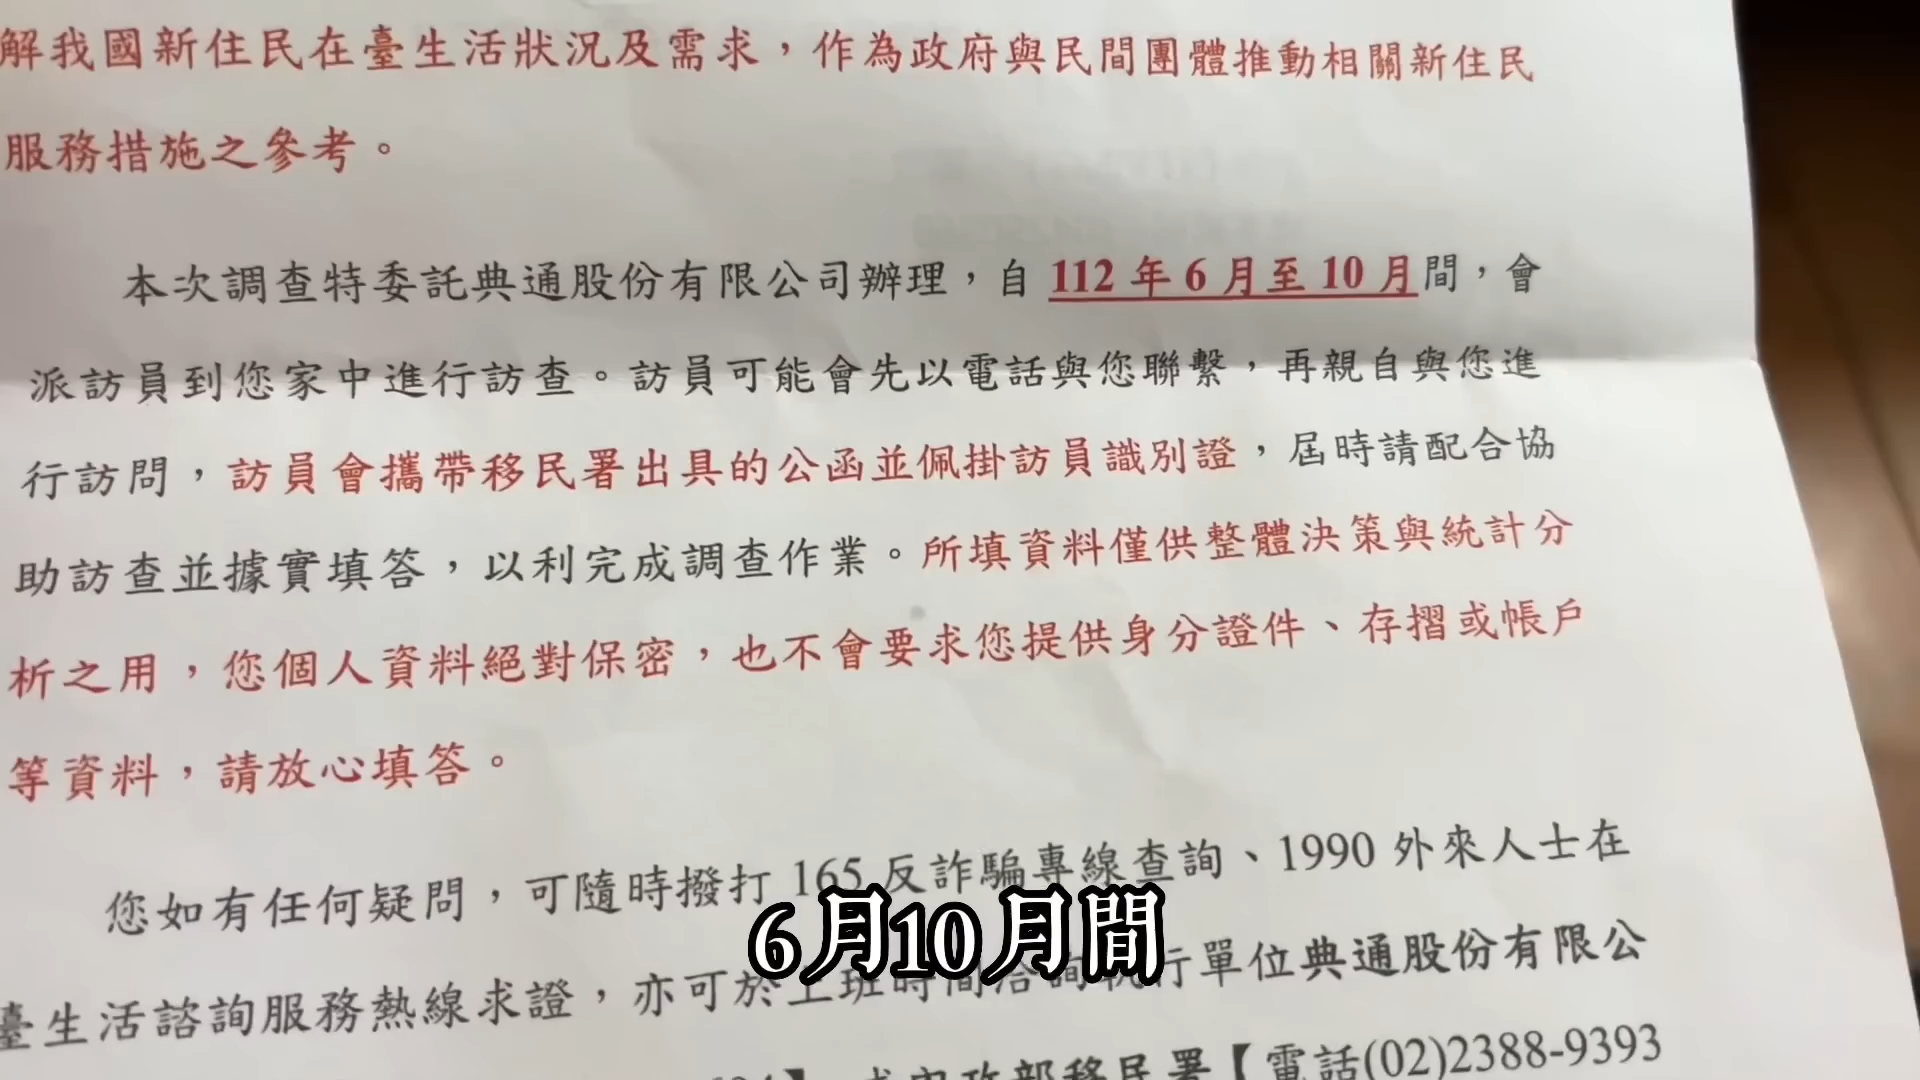 解我國新住民在臺生活狀況及需求，作為政府與民間團體推動相關新住民
服務措施之參考。
本次調查特委託典通股份有限公司辦理，自 112 年 6 月至 10 月間，會
派訪員到您家中進行訪查。訪員可能會先以電話與您聯繫，再親自與您進
行訪問，訪員會攜帶移民署出具的公函並佩掛訪員識別證，屆時請配合協
助訪查並據實填答，以利完成調查作業。所填資料僅供整體決策與統計分
析之用，您個人資料絕對保密，也不會要求您提供身分證件、存摺或帳戶
等資料，請放心填答。
您如有任何疑問，可隨時撥打 165 反詐騙專線查詢、1990 外來人士在
臺生活諮詢服務熱線求證，亦可於上班時間洽詢執行單位典通股份有限公
內政部移民署【電話(02)2388-9393
6月10月間